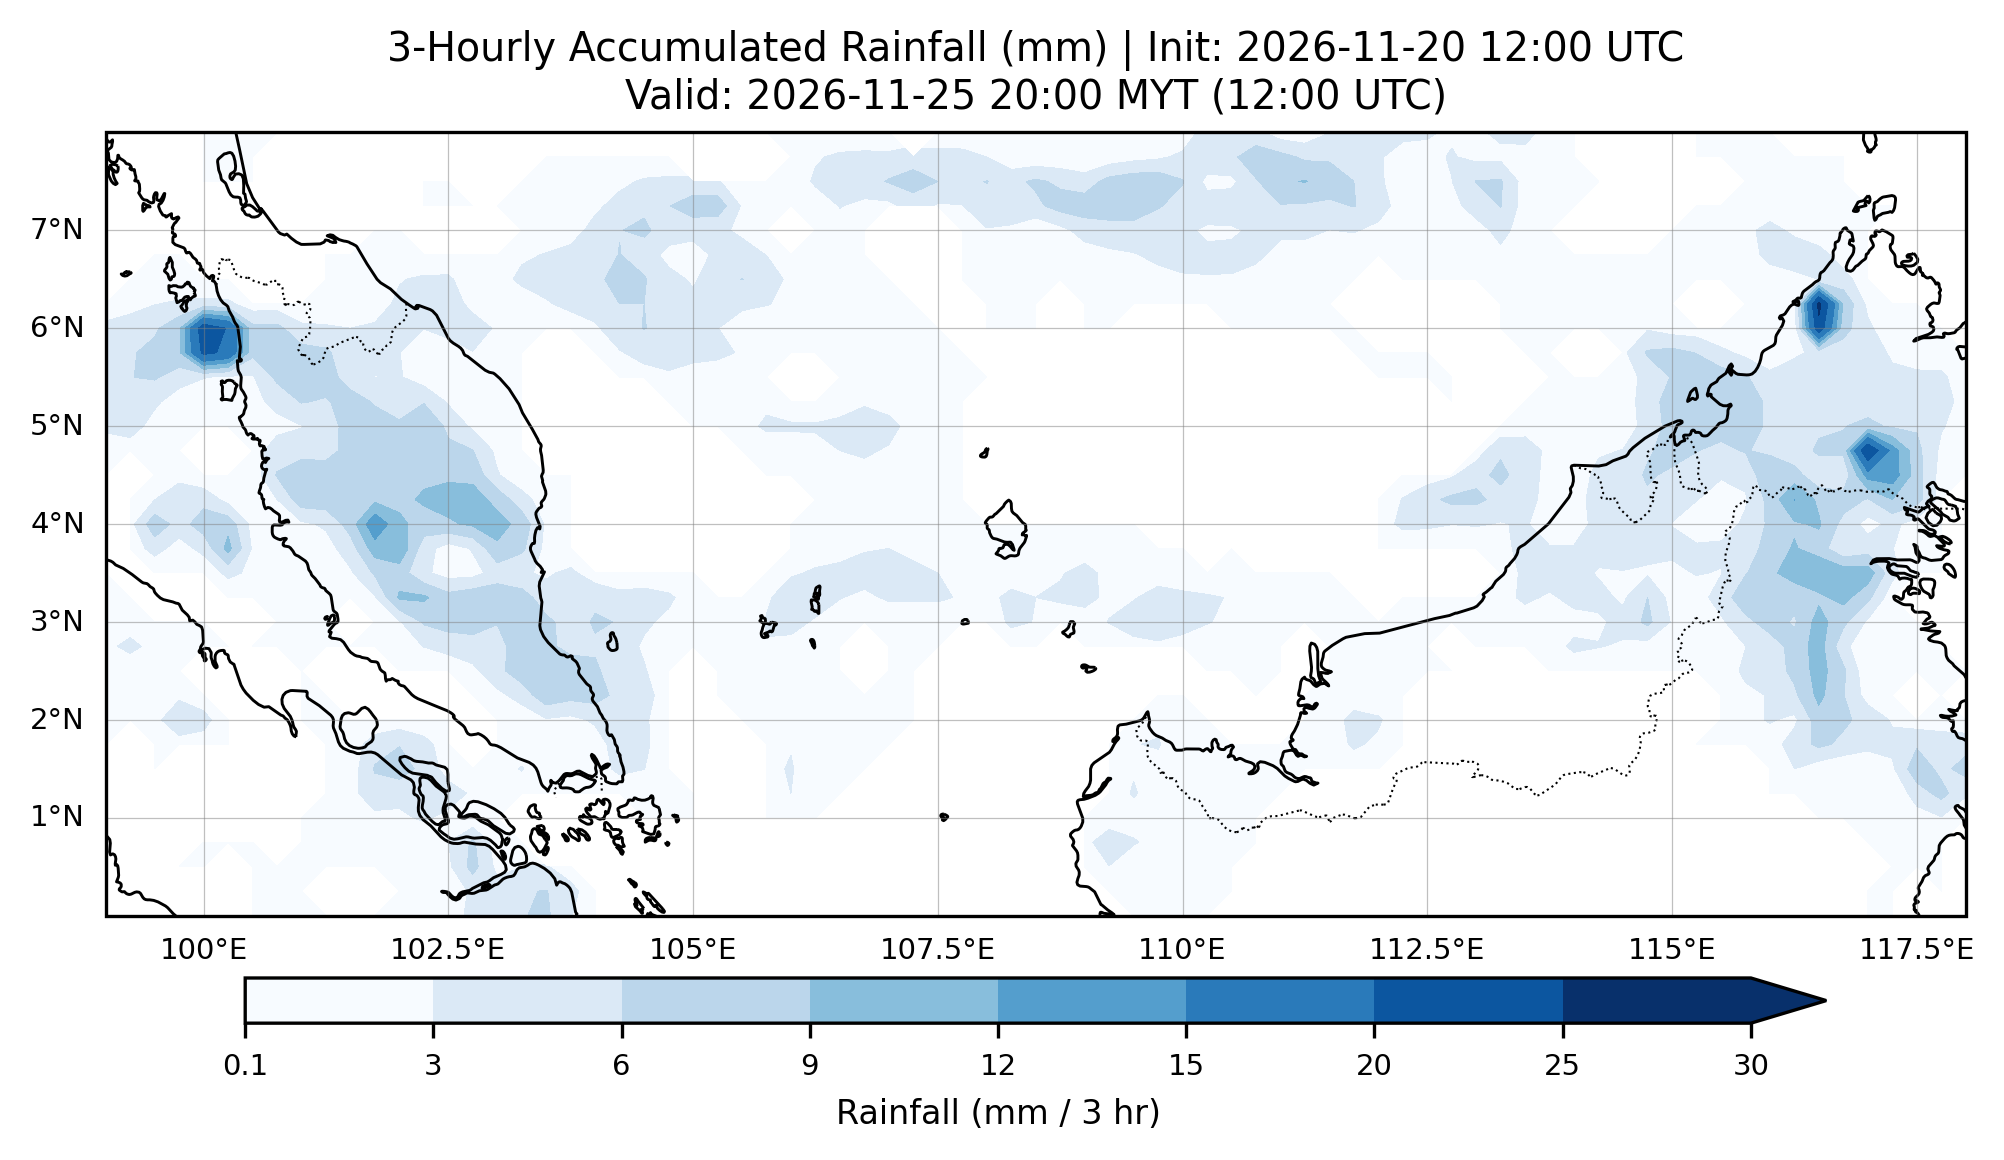 3-Hourly Accumulated Rainfall (mm) | Init: 2026-11-20 12:00 UTC
Valid: 2026-11-25 20:00 MYT (12:00 UTC)
7°N
6°N
5°N
4°N
3°N
2°N
1°N
100°E 102.5°E 105°E 107.5°E 110°E 112.5°E 115°E 117.5°E
0.1 3 6 9 12 15 20 25 30
Rainfall (mm / 3 hr)